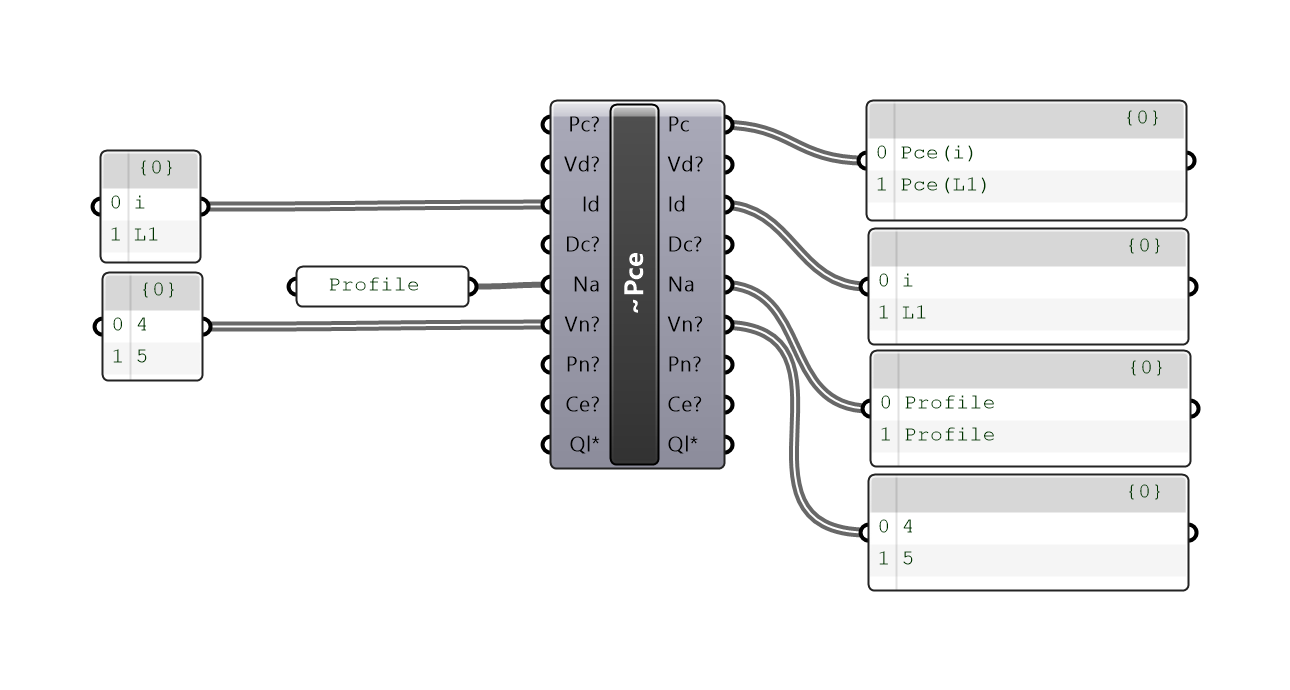 {0}
0 i
1 L1
{0}
0 4
1 5
Profile
Pc?
Vd?
Id
Dc?
Na
Vn?
Pn?
Ce?
Ql*
~Pce
Pc
Vd?
Id
Dc?
Na
Vn?
Pn?
Ce?
Ql*
{0}
0 Pce(i)
1 Pce(L1)
{0}
0 i
1 L1
{0}
0 Profile
1 Profile
{0}
0 4
1 5